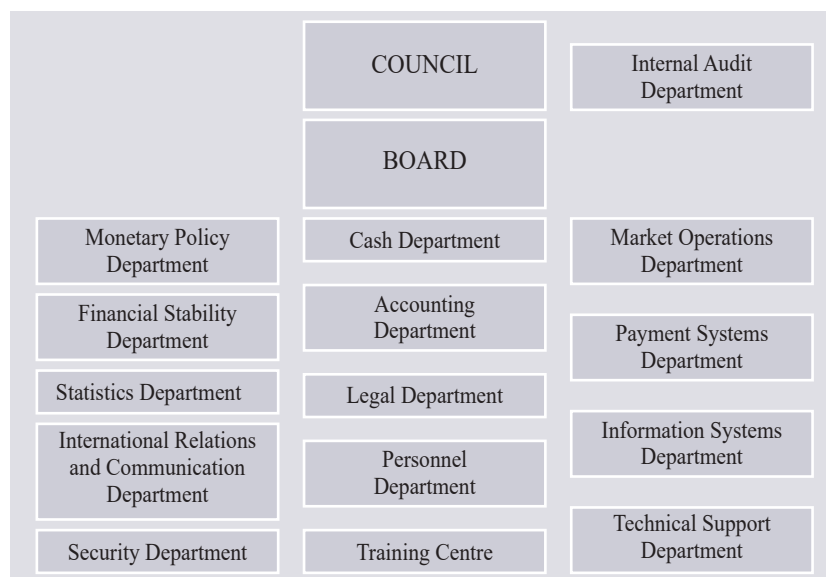 COUNCIL
Internal Audit
Department
BOARD
Monetary Policy
Department
Financial Stability
Department
Statistics Department
International Relations
and Communication
Department
Security Department
Cash Department
Accounting
Department
Legal Department
Personnel
Department
Training Centre
Market Operations
Department
Payment Systems
Department
Information Systems
Department
Technical Support
Department